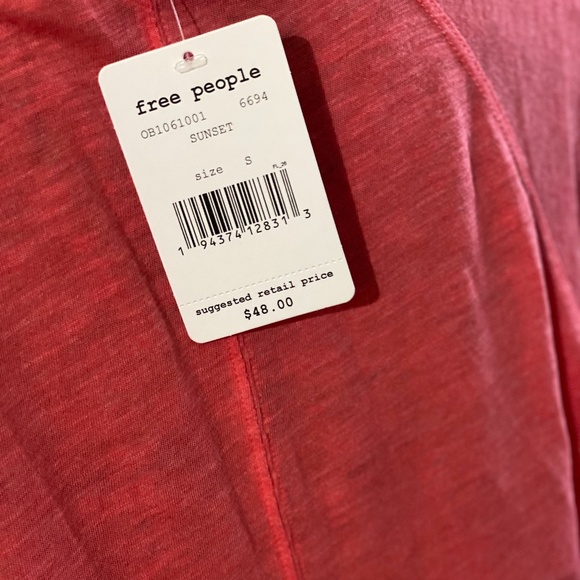 free people
OB1061001 6694
SUNSET
size S
1 94374 12831 3
suggested retail price
$48.00